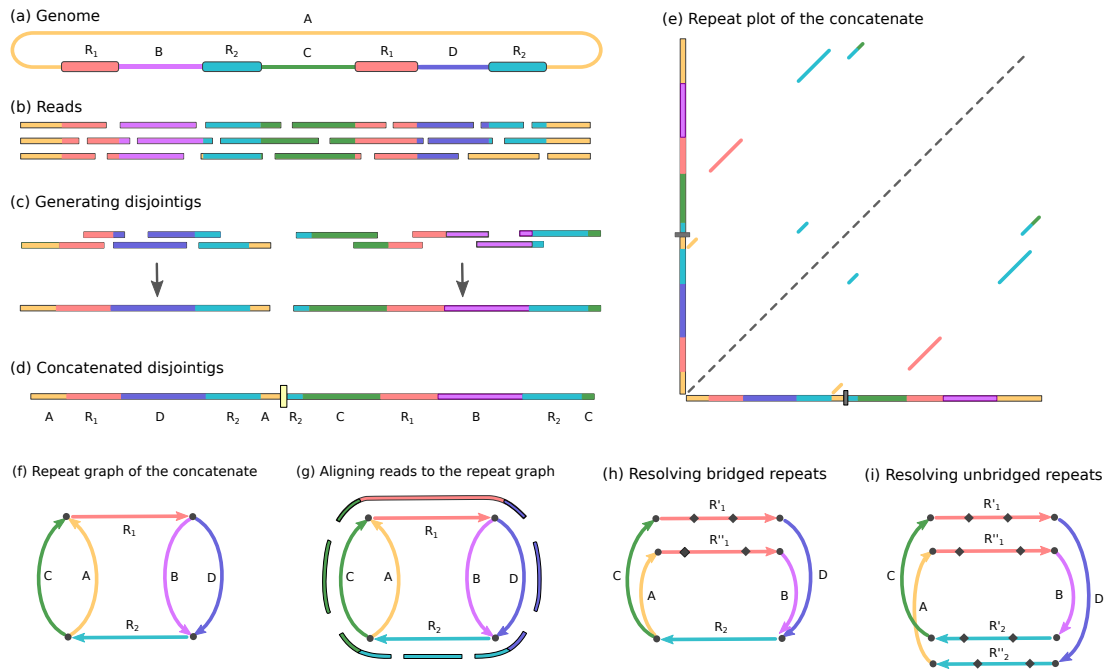 (a) Genome
A
R1 B R2 C R1 D R2
(b) Reads
(c) Generating disjointigs
(d) Concatenated disjointigs
A R1 D R2 A R2 C R1 B R2 C
(e) Repeat plot of the concatenate
(f) Repeat graph of the concatenate
R1
C A B D
R2
(g) Aligning reads to the repeat graph
R1
C A B D
R2
(h) Resolving bridged repeats
R'1
R''1
C A B D
R2
(i) Resolving unbridged repeats
R'1
R''1
C A B D
R'2
R''2